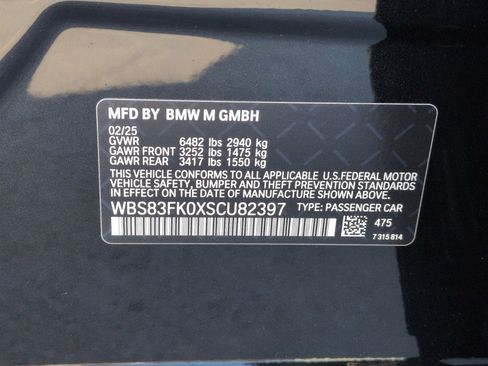 MFD BY BMW M GMBH
02/25
GVWR 6482 lbs 2940 kg
GAWR FRONT 3252 lbs 1475 kg
GAWR REAR 3417 lbs 1550 kg
THIS VEHICLE CONFORMS TO ALL APPLICABLE U.S.FEDERAL MOTOR
VEHICLE SAFETY, BUMPER AND THEFT PREVENTION STANDARDS
IN EFFECT ON THE DATE OF MANUFACTURE SHOWN ABOVE.
WBS83FK0XSCU82397
TYPE: PASSENGER CAR
475
7 315 814